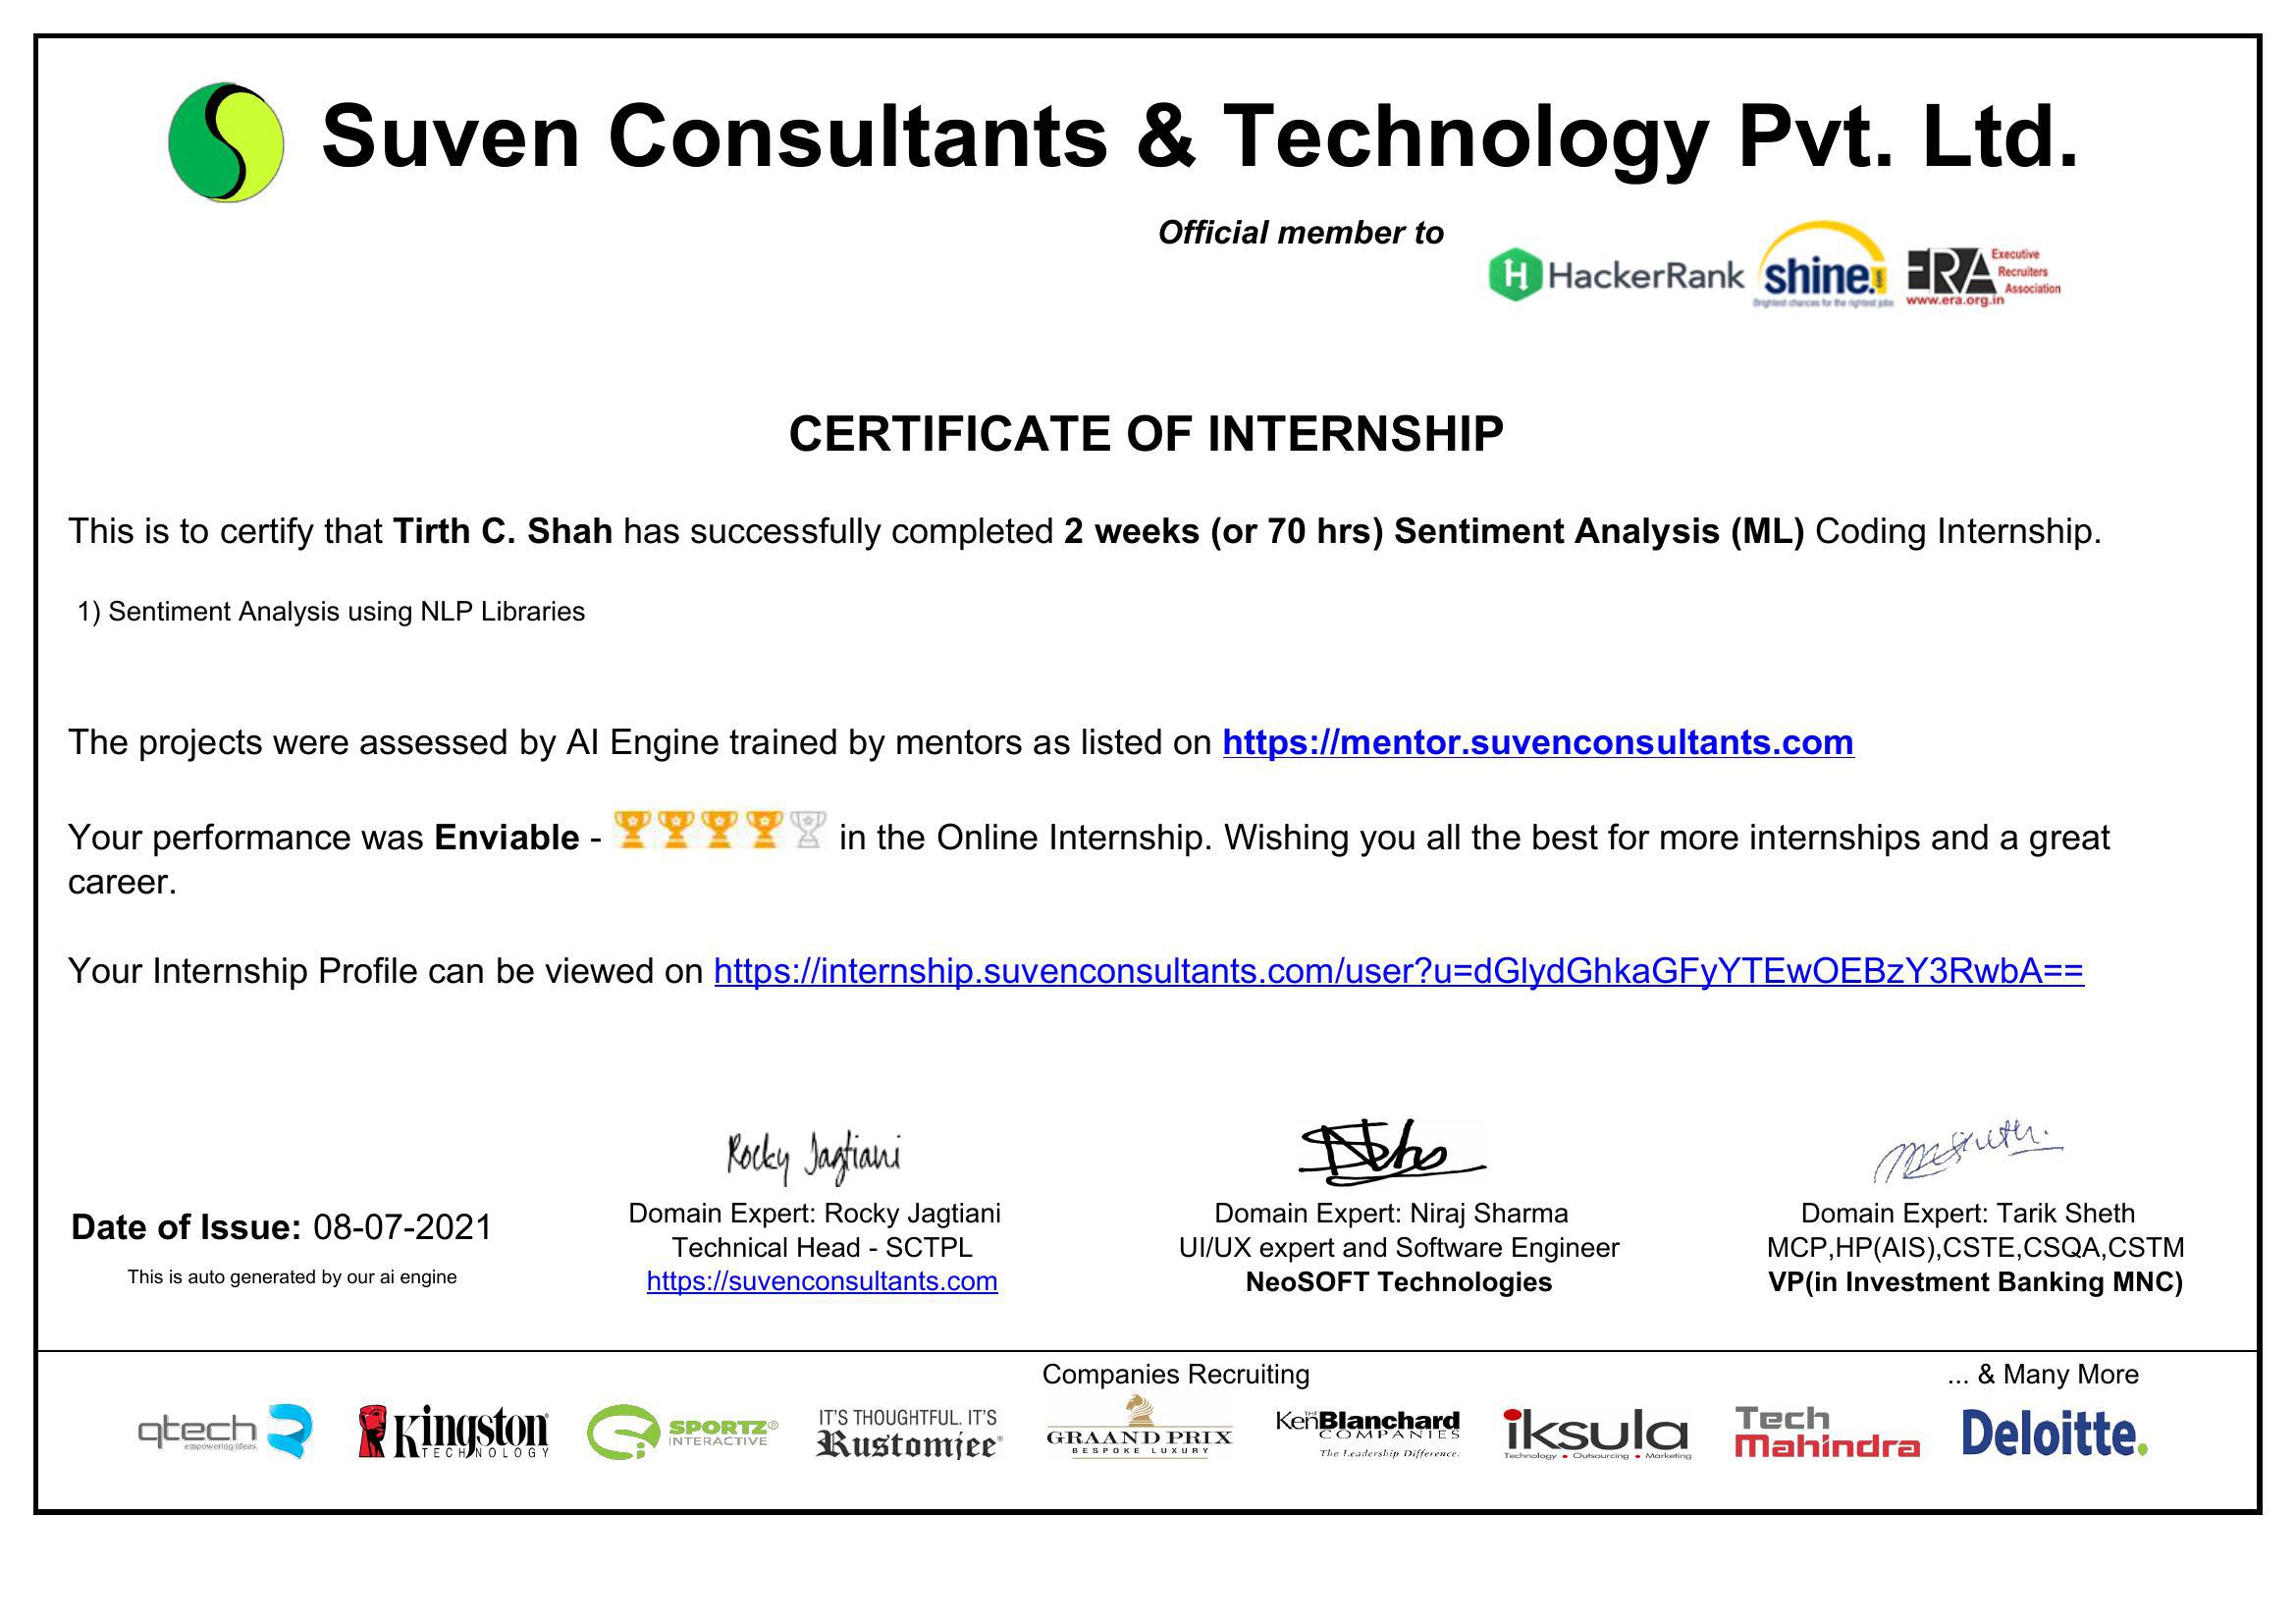 Suven Consultants & Technology Pvt. Ltd.
Official member to
HackerRank
shine.com
Brightest chances for the rightest jobs
ERA Executive
Recruiters
Association
www.era.org.in
CERTIFICATE OF INTERNSHIP
This is to certify that Tirth C. Shah has successfully completed 2 weeks (or 70 hrs) Sentiment Analysis (ML) Coding Internship.
1) Sentiment Analysis using NLP Libraries
The projects were assessed by AI Engine trained by mentors as listed on https://mentor.suvenconsultants.com
Your performance was Enviable - in the Online Internship. Wishing you all the best for more internships and a great
career.
Your Internship Profile can be viewed on https://internship.suvenconsultants.com/user?u=dGlydGhkaGFyYTEwOEBzY3RwbA==
Rocky Jagtiani
Domain Expert: Rocky Jagtiani
Technical Head - SCTPL
https://suvenconsultants.com
Domain Expert: Niraj Sharma
UI/UX expert and Software Engineer
NeoSOFT Technologies
Domain Expert: Tarik Sheth
MCP,HP(AIS),CSTE,CSQA,CSTM
VP(in Investment Banking MNC)
Date of Issue: 08-07-2021
This is auto generated by our ai engine
Companies Recruiting
... & Many More
qtech
empowering ideas.
Kingston
TECHNOLOGY
SPORTZ®
INTERACTIVE
IT'S THOUGHTFUL. IT'S
Rustomjee®
GRAAND PRIX
BESPOKE LUXURY
THE
KenBlanchard
COMPANIES
The Leadership Difference.
iksula
Technology • Outsourcing • Marketing
Tech
Mahindra
Deloitte.